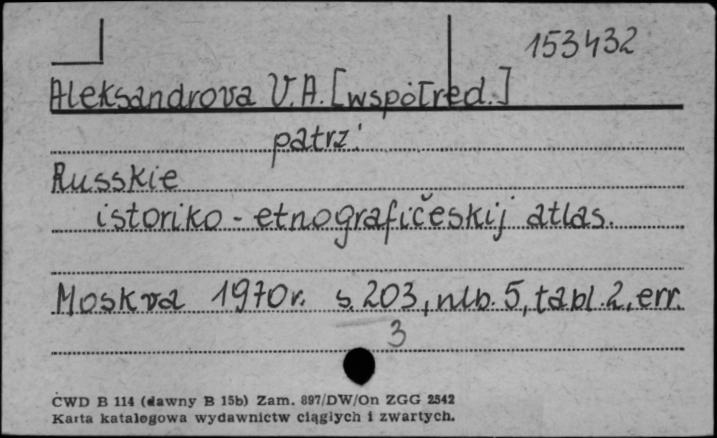 153432
Aleksandrova V.A. [współred.]
patrz:
Russkie
istoriko-etnografičeskij atlas.
Moskva 1970r. s. 203, nlb. 5, tabl. 2, err.
3
CWD B 114 (dawny B 15b) Zam. 897/DW/On ZGG 2542
Karta katalogowa wydawnictw ciągłych i zwartych.